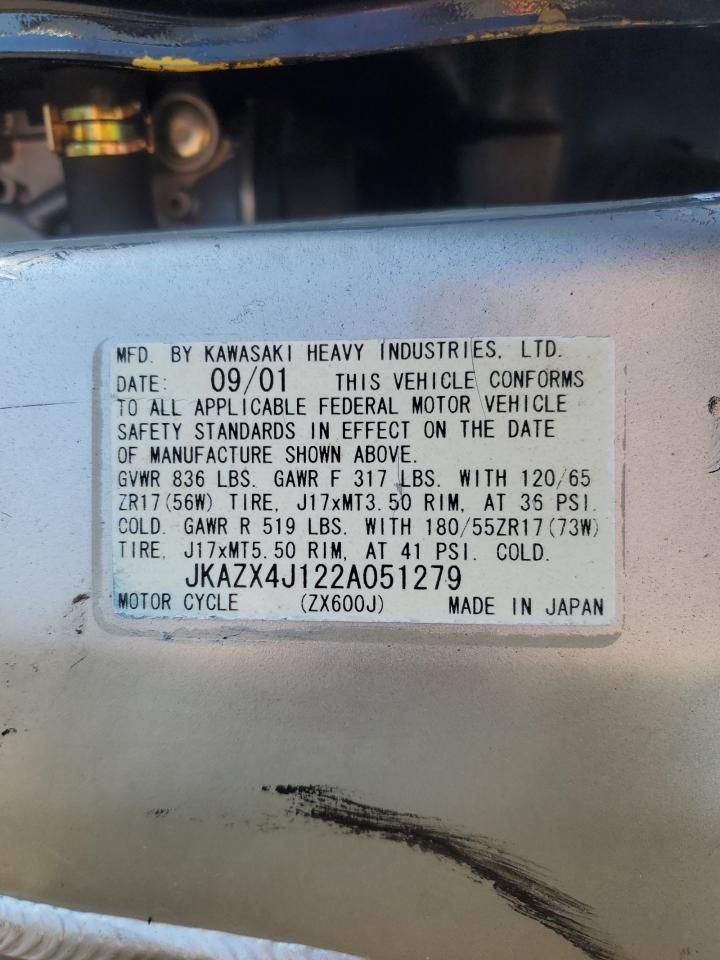 MFD. BY KAWASAKI HEAVY INDUSTRIES, LTD.
DATE: 09/01 THIS VEHICLE CONFORMS
TO ALL APPLICABLE FEDERAL MOTOR VEHICLE
SAFETY STANDARDS IN EFFECT ON THE DATE
OF MANUFACTURE SHOWN ABOVE.
GVWR 836 LBS. GAWR F 317 LBS. WITH 120/65
ZR17(56W) TIRE, J17xMT3.50 RIM, AT 36 PSI.
COLD. GAWR R 519 LBS. WITH 180/55ZR17(73W)
TIRE, J17xMT5.50 RIM, AT 41 PSI. COLD.
JKAZX4J122A051279
MOTOR CYCLE (ZX600J) MADE IN JAPAN